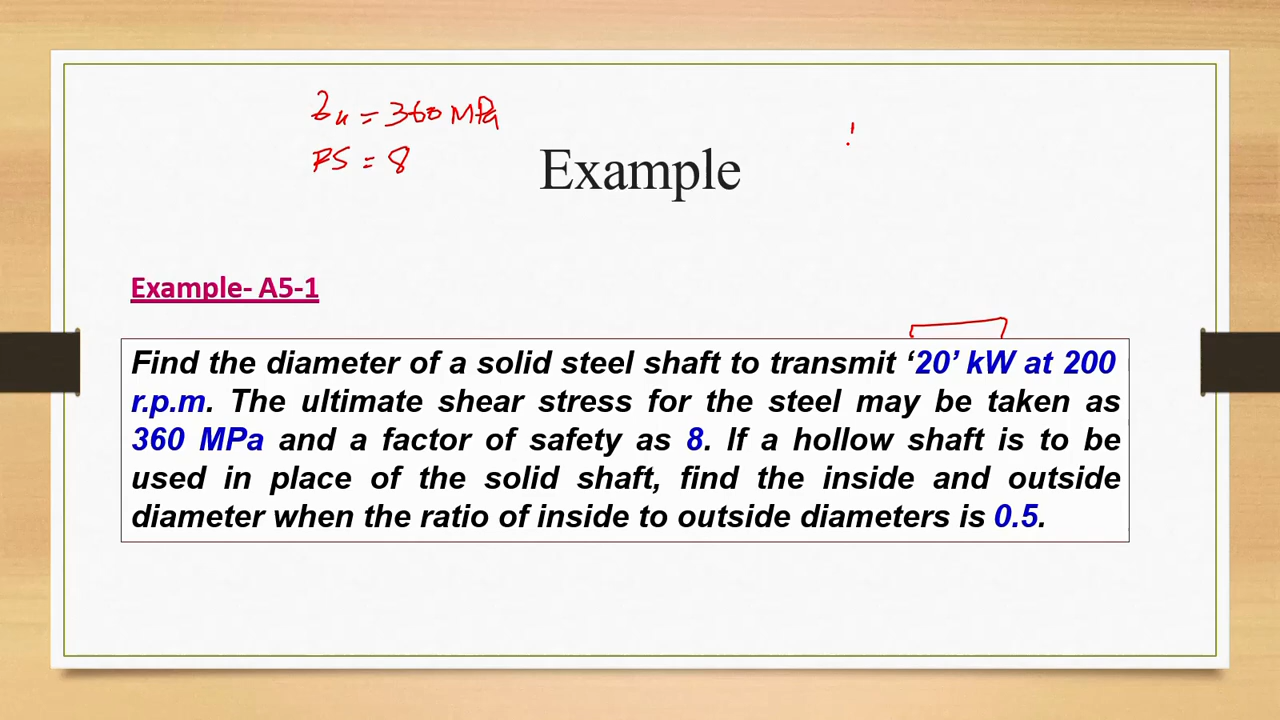 τu = 360 MPa
FS = 8
Example
Example- A5-1
Find the diameter of a solid steel shaft to transmit ‘20’ kW at 200
r.p.m. The ultimate shear stress for the steel may be taken as
360 MPa and a factor of safety as 8. If a hollow shaft is to be
used in place of the solid shaft, find the inside and outside
diameter when the ratio of inside to outside diameters is 0.5.